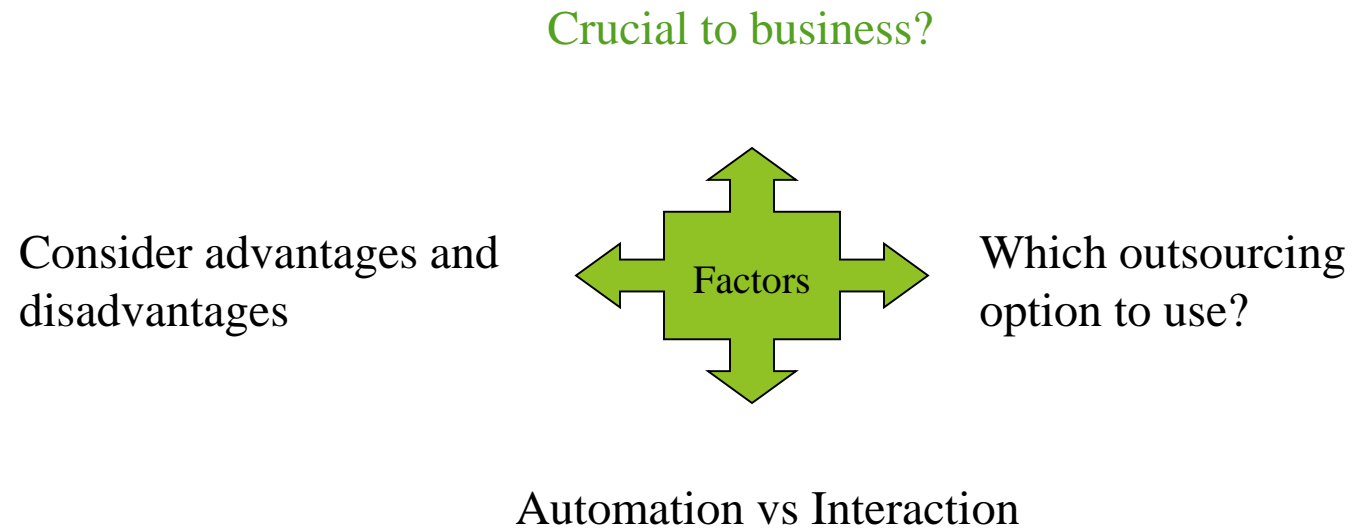 Crucial to business?
Consider advantages and
disadvantages
Factors
Which outsourcing
option to use?
Automation vs Interaction